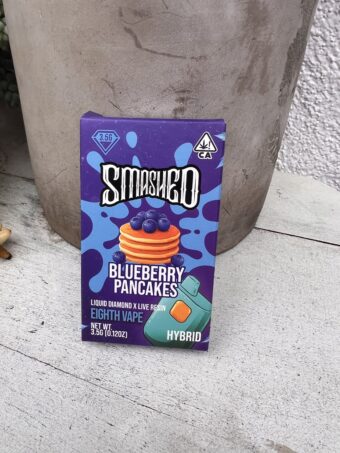 3.5G
CA
SMASHED
BLUEBERRY
PANCAKES
LIQUID DIAMOND X LIVE RESIN
EIGHTH VAPE
NET WT.
3.5G (0.12OZ)
HYBRID